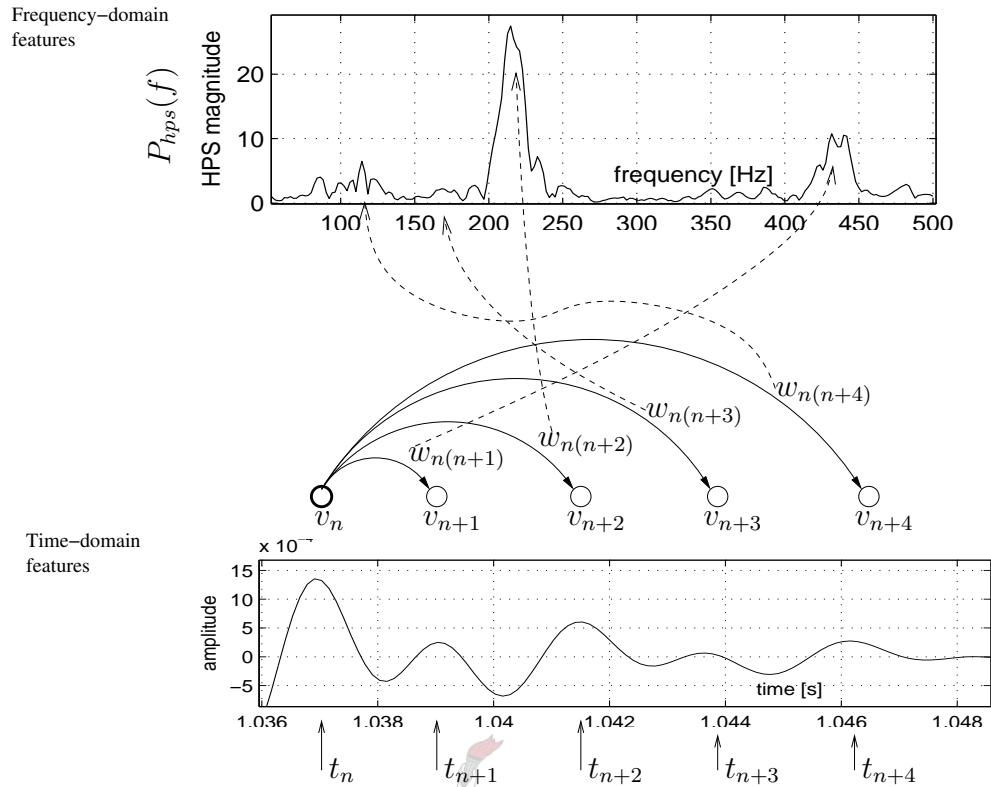 Frequency−domain
features
P_{hps}(f)
HPS magnitude
20
10
0
frequency [Hz]
100 150 200 250 300 350 400 450 500
w_{n(n+4)}
w_{n(n+3)}
w_{n(n+2)}
w_{n(n+1)}
v_n v_{n+1} v_{n+2} v_{n+3} v_{n+4}
Time−domain
features
x 10^{-4}
15
10
5
0
−5
amplitude
time [s]
1.036 1.038 1.04 1.042 1.044 1.046 1.048
t_n t_{n+1} t_{n+2} t_{n+3} t_{n+4}